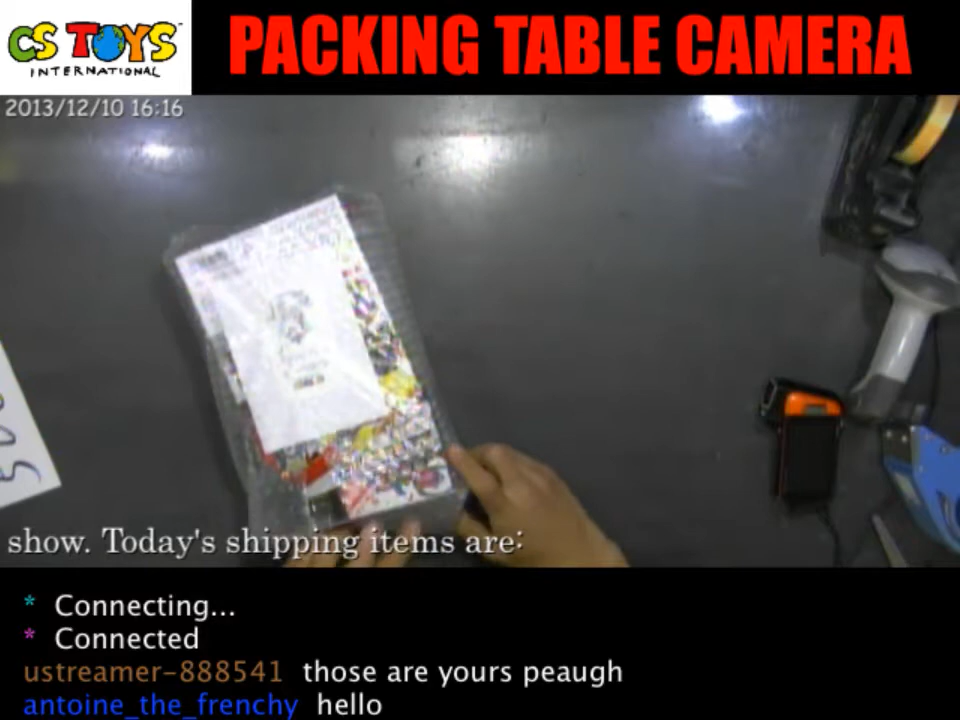 CS TOYS
INTERNATIONAL
PACKING TABLE CAMERA
2013/12/10 16:16
show. Today's shipping items are:
* Connecting...
* Connected
ustreamer-888541 those are yours peaugh
antoine_the_frenchy hello